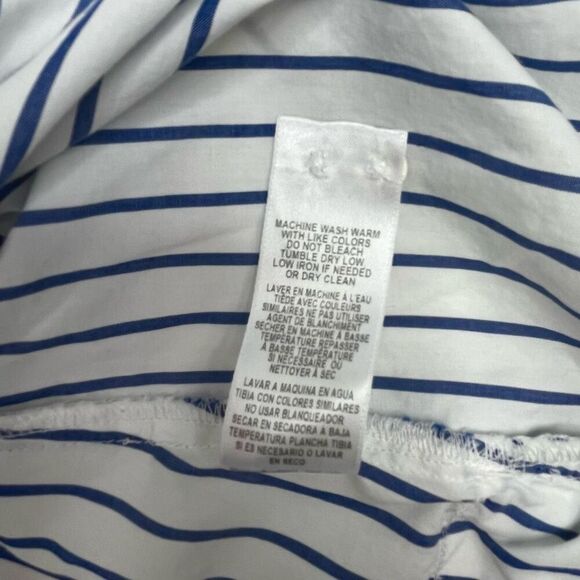 MACHINE WASH WARM
WITH LIKE COLORS
DO NOT BLEACH
TUMBLE DRY LOW
LOW IRON IF NEEDED
OR DRY CLEAN
LAVER EN MACHINE À L'EAU
TIÈDE AVEC COULEURS
SIMILAIRES NE PAS UTILISER
AGENT DE BLANCHIMENT
SÉCHER EN MACHINE À BASSE
TEMPÉRATURE REPASSER
À BASSE TEMPÉRATURE
SI NÉCESSAIRE OU
NETTOYER À SEC
LAVAR A MAQUINA EN AGUA
TIBIA CON COLORES SIMILARES
NO USAR BLANQUEADOR
SECAR EN SECADORA A BAJA
TEMPERATURA PLANCHA TIBIA
SI ES NECESARIO O LAVAR
EN SECO